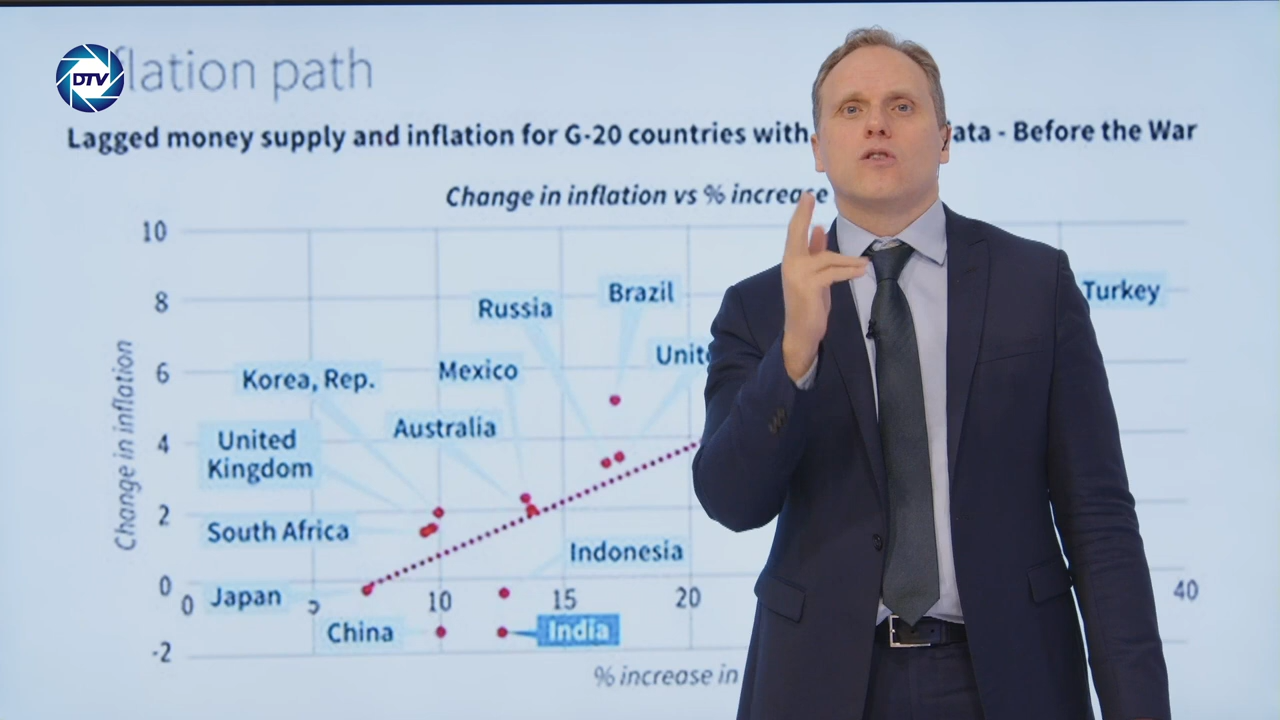 DTV
flation path
Lagged money supply and inflation for G-20 countries with ata - Before the War
Change in inflation vs % increase
Change in inflation
10
8
6
4
2
0
-2
Turkey
Brazil
Russia
Unit
Mexico
Korea, Rep.
Australia
United
Kingdom
South Africa
Indonesia
Japan
China
India
0
5
10
15
20
40
% increase in